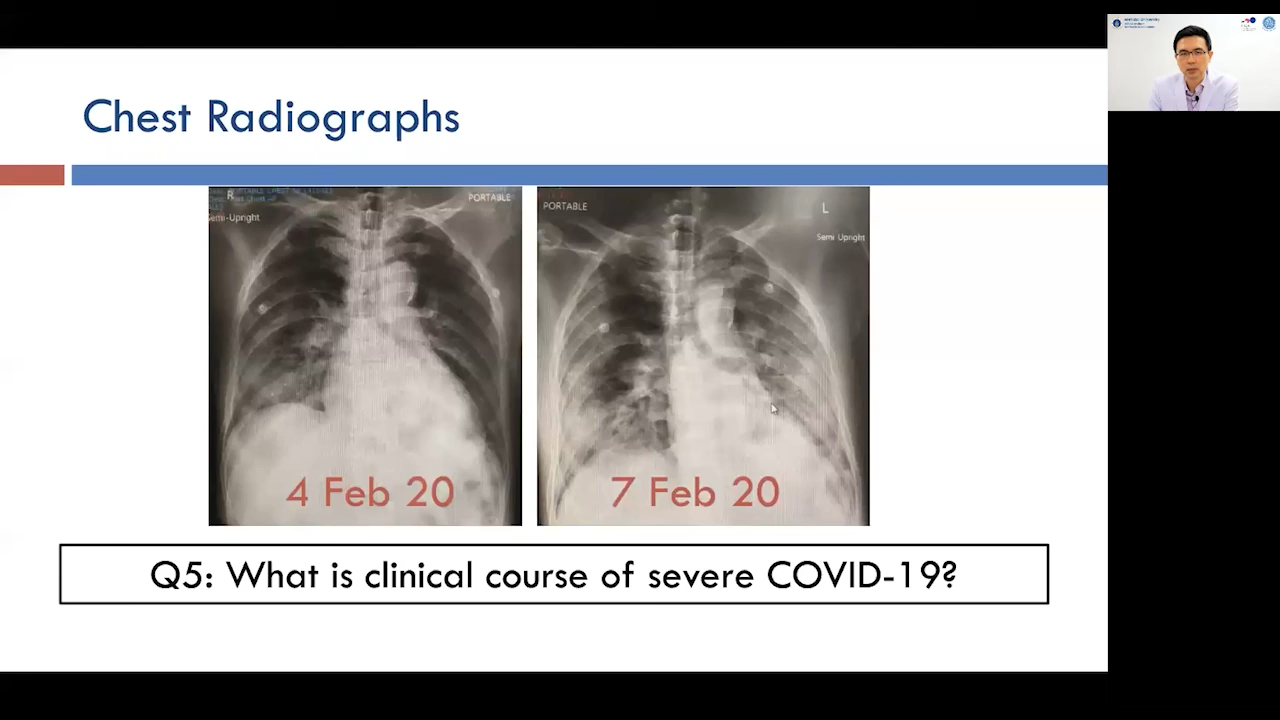 Chest Radiographs
R
PORTABLE
Semi-Upright
PORTABLE
L
Semi Upright
4 Feb 20
7 Feb 20
Q5: What is clinical course of severe COVID-19?